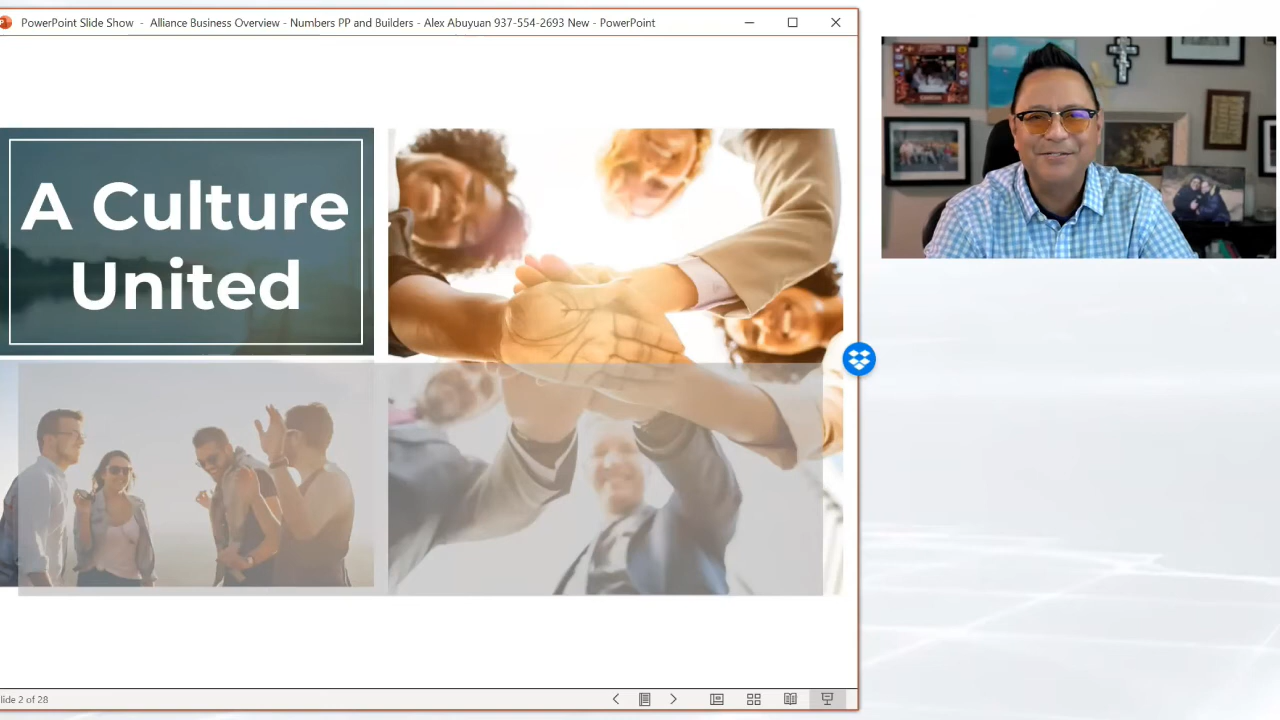 PowerPoint Slide Show - Alliance Business Overview - Numbers PP and Builders - Alex Abuyuan 937-554-2693 New - PowerPoint
A Culture
United
lide 2 of 28